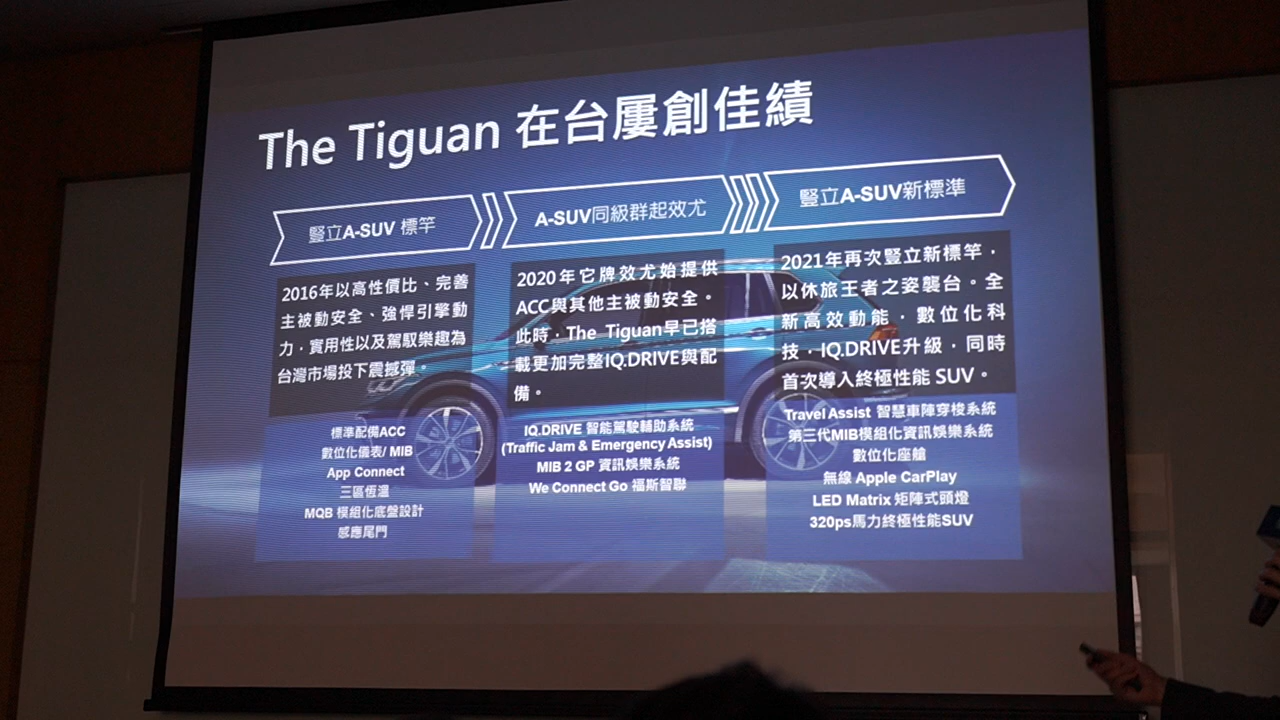 The Tiguan 在台屢創佳績
豎立A-SUV 標竿
A-SUV同級群起效尤
豎立A-SUV新標準
2016年以高性價比、完善
主被動安全、強悍引擎動
力，實用性以及駕馭樂趣為
台灣市場投下震撼彈。
標準配備ACC
數位化儀表/ MIB
App Connect
三區恆溫
MQB 模組化底盤設計
感應尾門
2020年它牌效尤始提供
ACC與其他主被動安全。
此時，The Tiguan早已搭
載更加完整IQ.DRIVE與配
備。
IQ.DRIVE 智能駕駛輔助系統
(Traffic Jam & Emergency Assist)
MIB 2 GP 資訊娛樂系統
We Connect Go 福斯智聯
2021年再次豎立新標竿，
以休旅王者之姿襲台。全
新高效動能，數位化科
技，IQ.DRIVE升級，同時
首次導入終極性能 SUV。
Travel Assist 智慧車陣穿梭系統
第三代MIB模組化資訊娛樂系統
數位化座艙
無線 Apple CarPlay
LED Matrix 矩陣式頭燈
320ps馬力終極性能SUV